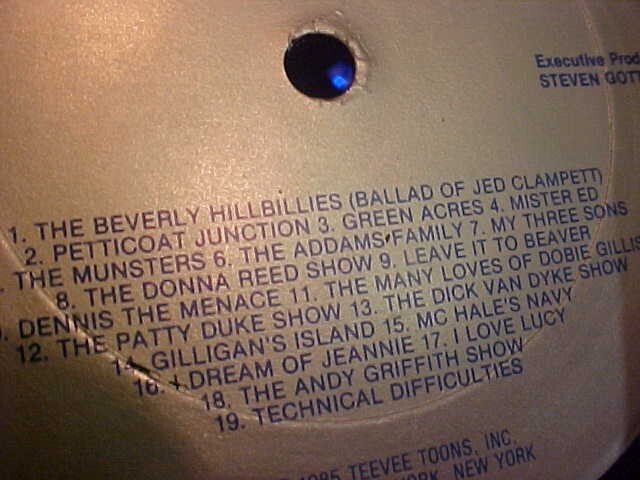 Executive
STEVEN
1. THE BEVERLY HILLBILLIES (BALLAD OF JED CLAMPETT)
2. PETTICOAT JUNCTION 3. GREEN ACRES 4. MISTER ED
THE MUNSTERS 6. THE ADDAMS FAMILY 7. MY THREE SONS
8. THE DONNA REED SHOW 9. LEAVE IT TO BEAVER
DENNIS THE MENACE 11. THE MANY LOVES OF DOBIE GILLIS
12. THE PATTY DUKE SHOW 13. THE DICK VAN DYKE SHOW
14. GILLIGAN'S ISLAND 15. MC HALE'S NAVY
16. I DREAM OF JEANNIE 17. I LOVE LUCY
18. THE ANDY GRIFFITH SHOW
19. TECHNICAL DIFFICULTIES
1985 TEEVEE TOONS, INC.
NEW YORK